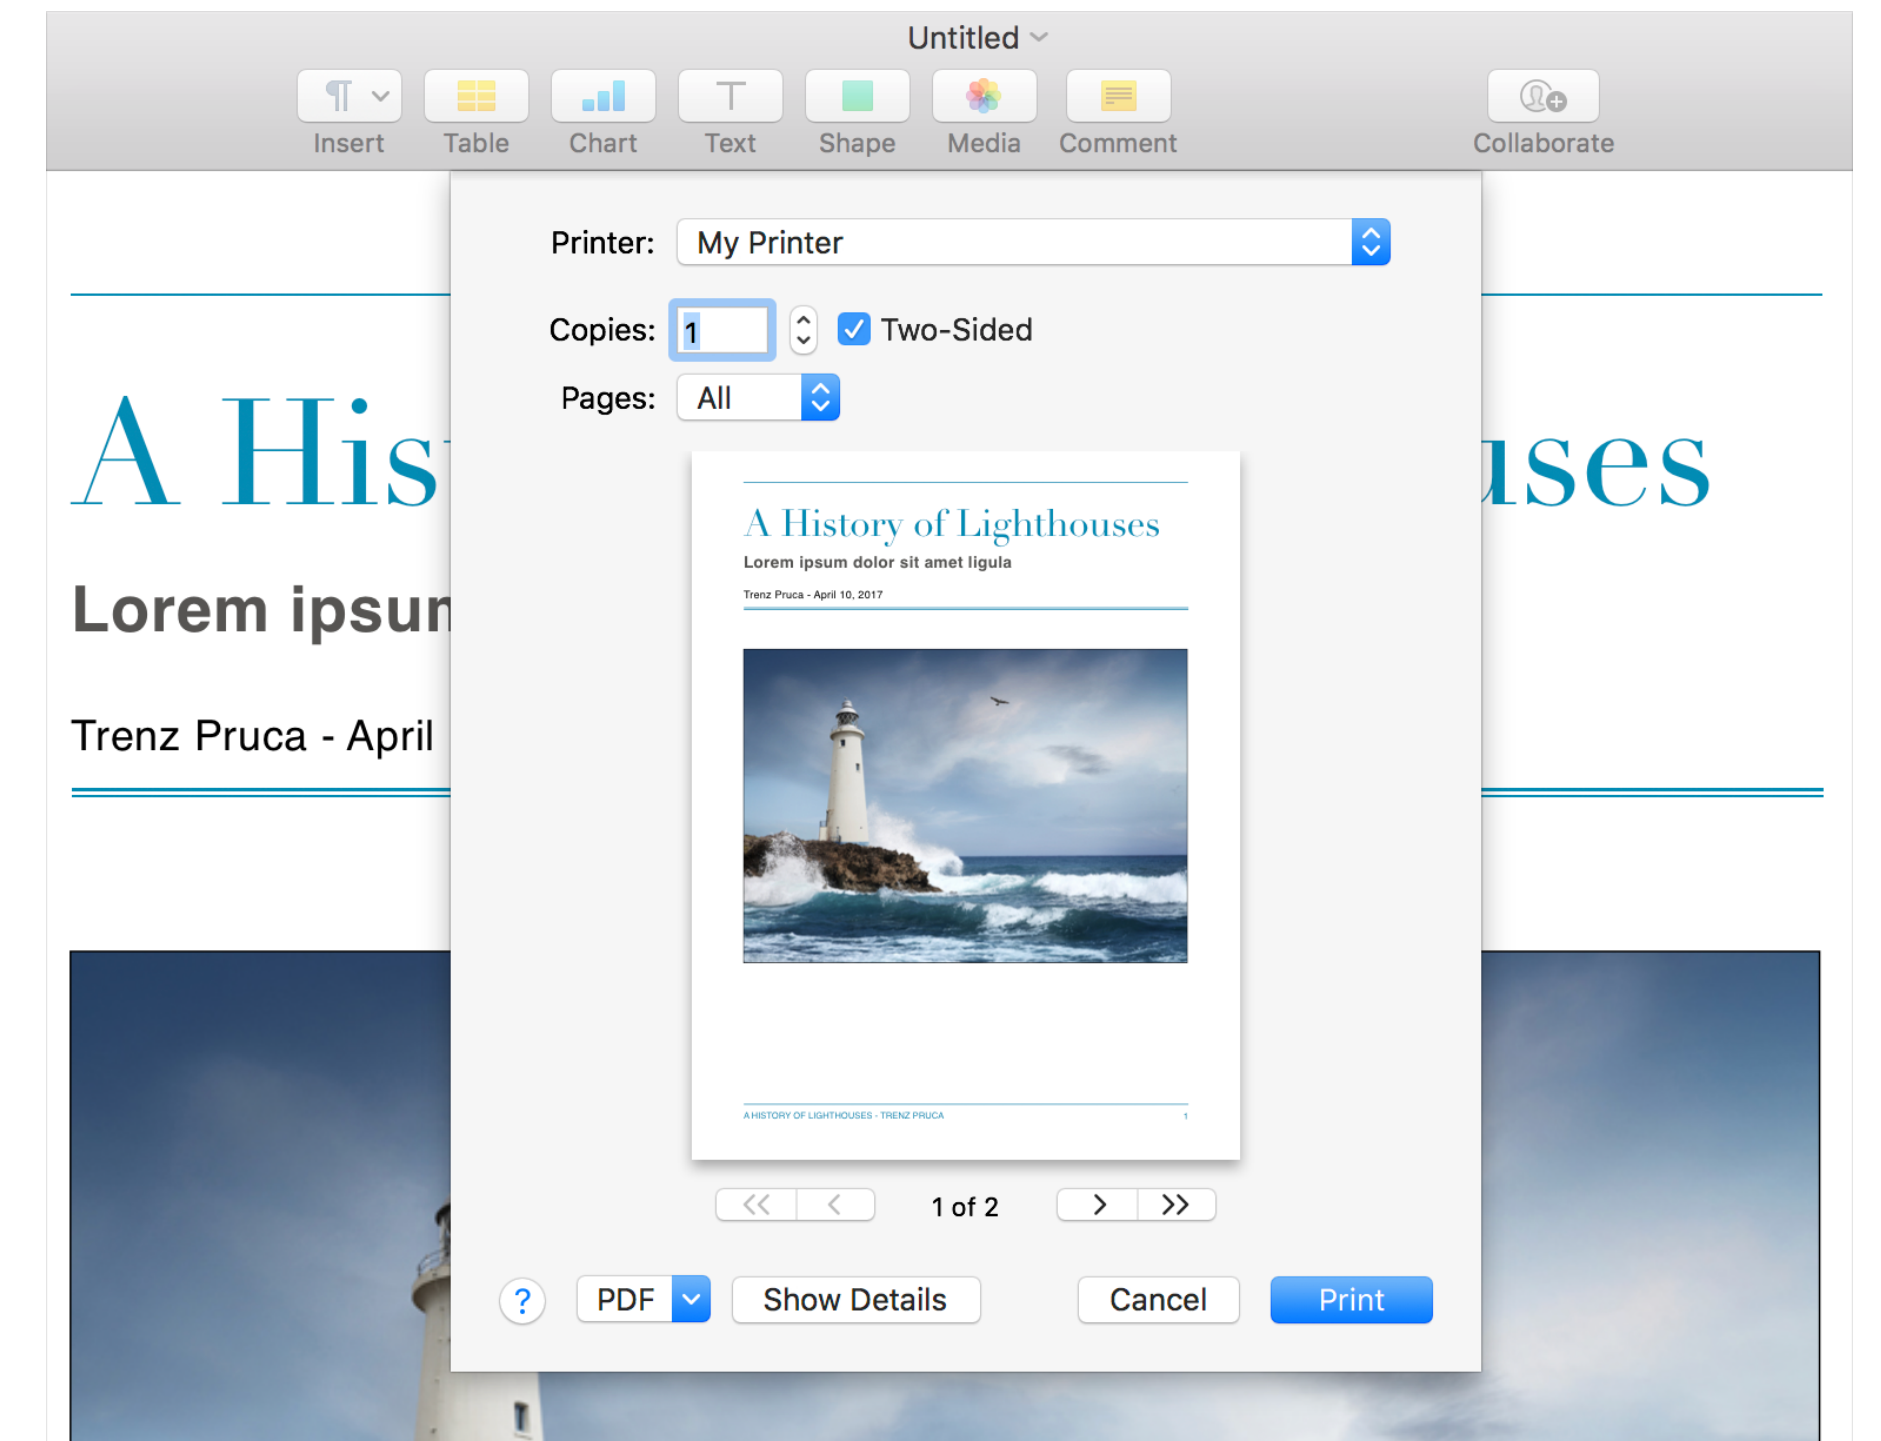 Untitled
Insert Table Chart Text Shape Media Comment Collaborate
Printer: My Printer
Copies: 1 Two-Sided
Pages: All
A His
uses
Lorem ipsum
Trenz Pruca - April
A History of Lighthouses
Lorem ipsum dolor sit amet ligula
Trenz Pruca - April 10, 2017
A HISTORY OF LIGHTHOUSES - TRENZ PRUCA 1
1 of 2
? PDF Show Details Cancel Print